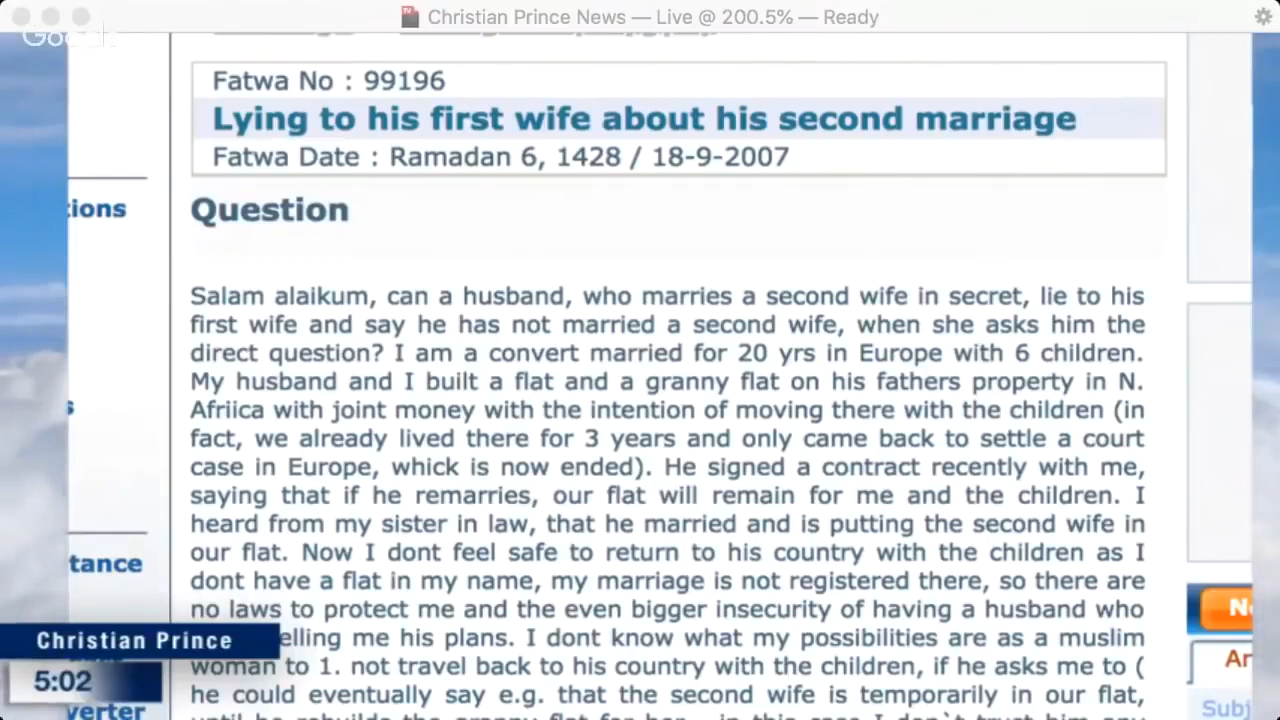 Christian Prince News — Live @ 200.5% — Ready
Google
Fatwa No : 99196
Lying to his first wife about his second marriage
Fatwa Date : Ramadan 6, 1428 / 18-9-2007
tions
Question
Salam alaikum, can a husband, who marries a second wife in secret, lie to his
first wife and say he has not married a second wife, when she asks him the
direct question? I am a convert married for 20 yrs in Europe with 6 children.
My husband and I built a flat and a granny flat on his fathers property in N.
Afriica with joint money with the intention of moving there with the children (in
s
fact, we already lived there for 3 years and only came back to settle a court
case in Europe, whick is now ended). He signed a contract recently with me,
saying that if he remarries, our flat will remain for me and the children. I
heard from my sister in law, that he married and is putting the second wife in
our flat. Now I dont feel safe to return to his country with the children as I
tance
dont have a flat in my name, my marriage is not registered there, so there are
no laws to protect me and the even bigger insecurity of having a husband who
N
Christian Prince
elling me his plans. I dont know what my possibilities are as a muslim
woman to 1. not travel back to his country with the children, if he asks me to (
Ar
5:02
he could eventually say e.g. that the second wife is temporarily in our flat,
verter
Subj